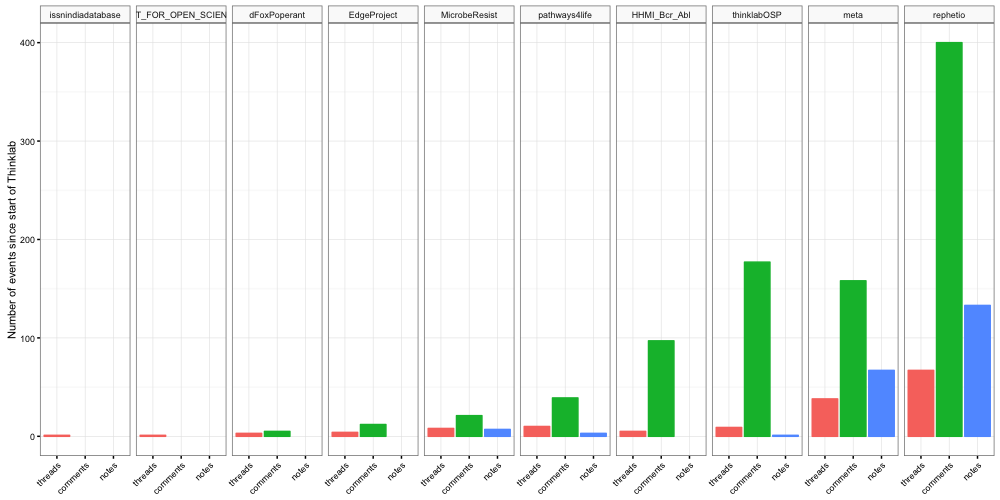 issnindiadatabase T_FOR_OPEN_SCIEN dFoxPoperant EdgeProject MicrobeResist pathways4life HHMI_Bcr_Abl thinklabOSP meta rephetio
Number of events since start of Thinklab
400
300
200
100
0
threads comments notes threads comments notes threads comments notes threads comments notes threads comments notes threads comments notes threads comments notes threads comments notes threads comments notes threads comments notes